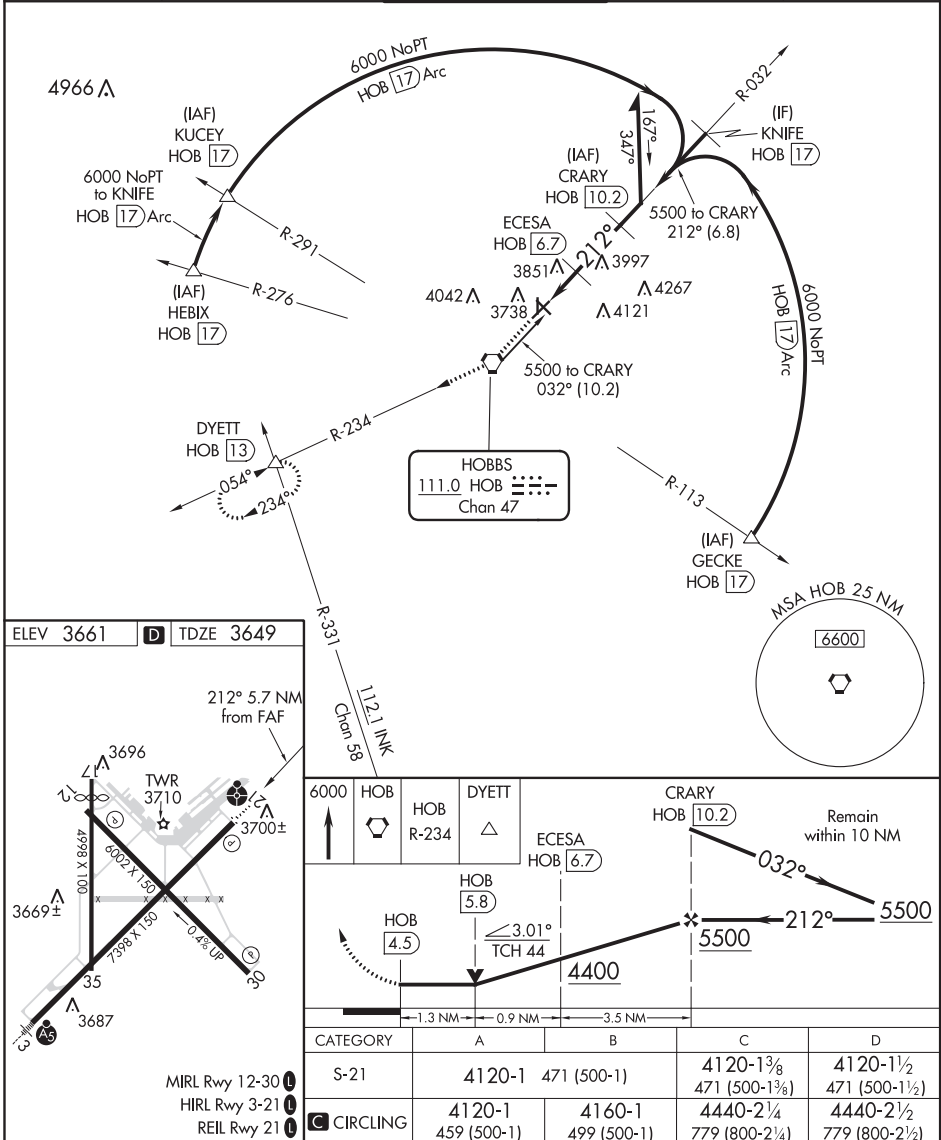 6000 NoPT
HOB 17 Arc
4966
(IAF)
KUCEY
HOB 17
6000 NoPT
to KNIFE
HOB 17 Arc
R-291
(IAF)
HEBIX
HOB 17
R-276
R-032
(IF)
KNIFE
HOB 17
167°
347°
(IAF)
CRARY
HOB 10.2
5500 to CRARY
212° (6.8)
ECESA
HOB 6.7
212°
3851
3997
4042
3738
4267
4121
6000 NoPT
HOB 17 Arc
5500 to CRARY
032° (10.2)
R-234
DYETT
HOB 13
054°
234°
HOBBS
111.0 HOB
Chan 47
R-113
(IAF)
GECKE
HOB 17
R-331
112.1 INK
Chan 58
MSA HOB 25 NM
6600
ELEV 3661 D TDZE 3649
212° 5.7 NM
from FAF
17
3696
12
TWR
3710
21
3700±
P
P
4998 X 100
6002 X 150
3669±
x x x x x x
7398 X 150
0.4% UP
P
35
30
3687
A5
3
MIRL Rwy 12-30 L
HIRL Rwy 3-21 L
REIL Rwy 21 L
6000
HOB
HOB
R-234
DYETT
CRARY
HOB 10.2
Remain
within 10 NM
ECESA
HOB 6.7
032°
HOB
5.8
5500
212°
5500
HOB
4.5
3.01°
TCH 44
4400
1.3 NM 0.9 NM 3.5 NM
CATEGORY A B C D
S-21 4120-1 471 (500-1) 4120-1⅜ 471 (500-1⅜) 4120-1½ 471 (500-1½)
C CIRCLING 4120-1 459 (500-1) 4160-1 499 (500-1) 4440-2¼ 779 (800-2¼) 4440-2½ 779 (800-2½)